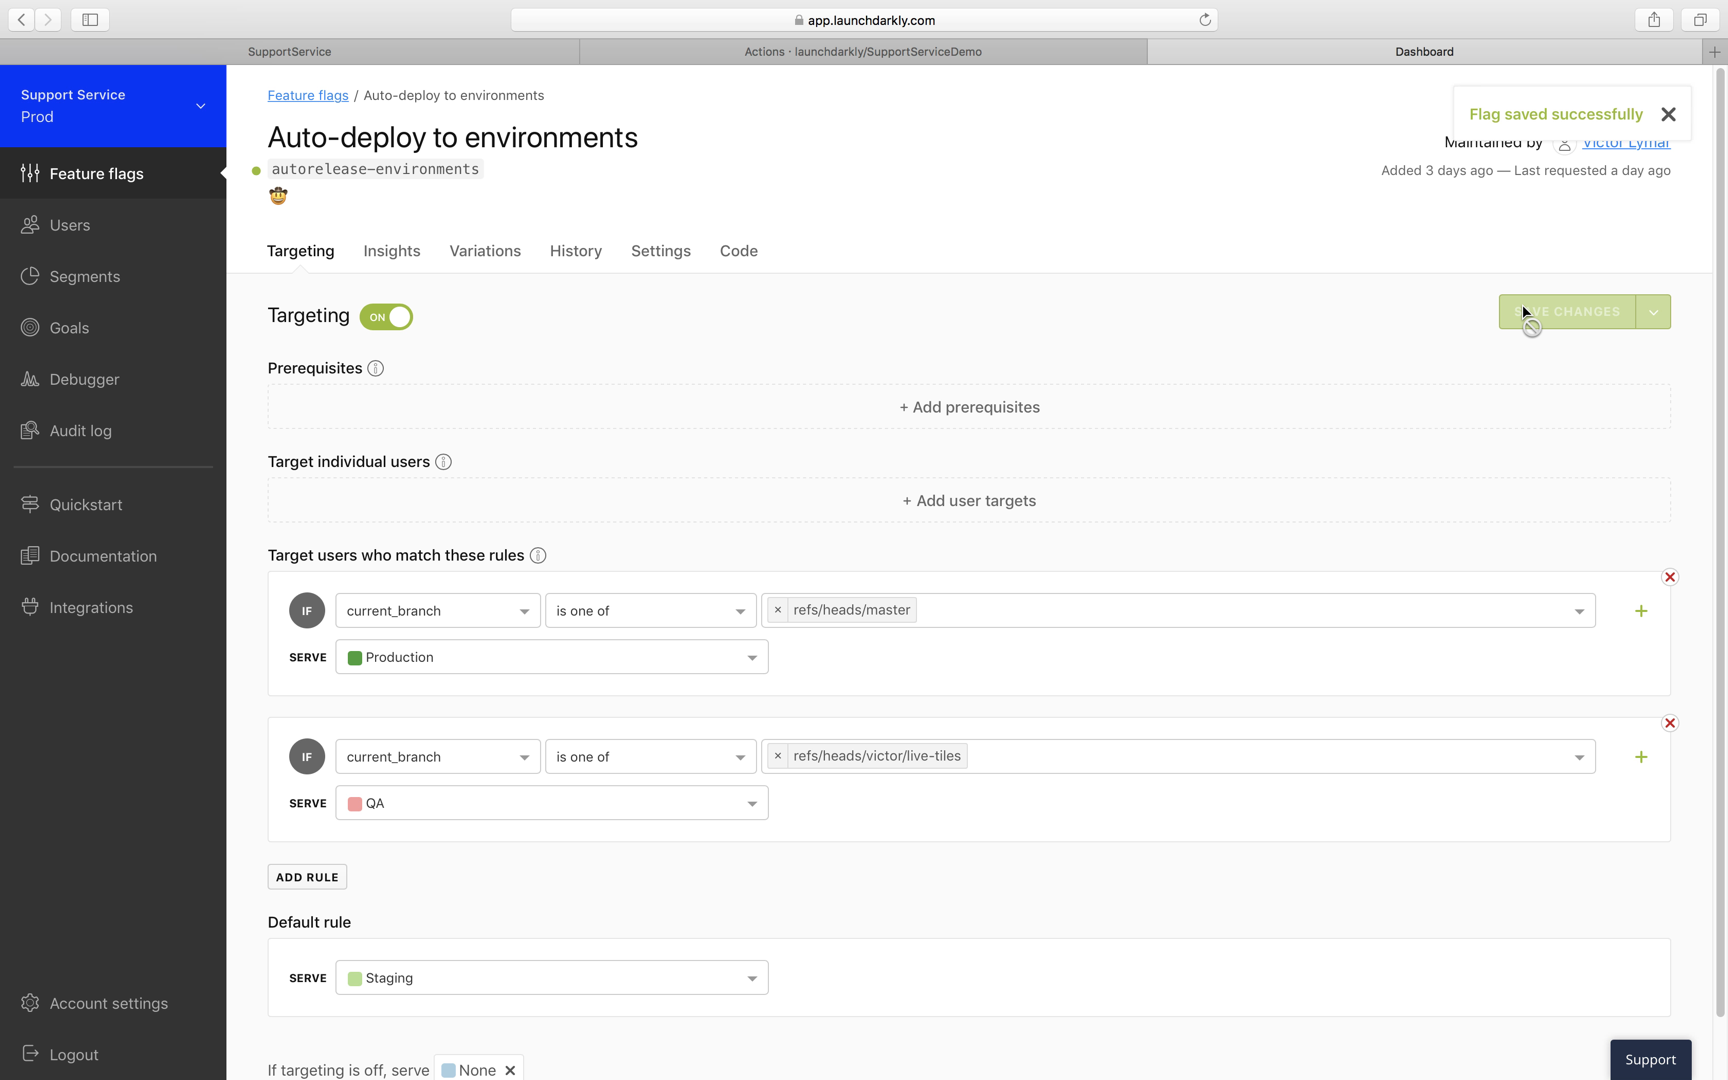 app.launchdarkly.com
SupportService
Actions · launchdarkly/SupportServiceDemo
Dashboard
Support Service
Prod
Feature flags
Users
Segments
Goals
Debugger
Audit log
Quickstart
Documentation
Integrations
Account settings
Logout
Feature flags / Auto-deploy to environments
Flag saved successfully
Auto-deploy to environments
Maintained by Victor Lymar
autorelease-environments
Added 3 days ago — Last requested a day ago
Targeting Insights Variations History Settings Code
Targeting ON
SAVE CHANGES
Prerequisites
+ Add prerequisites
Target individual users
+ Add user targets
Target users who match these rules
IF current_branch is one of × refs/heads/master
SERVE Production
IF current_branch is one of × refs/heads/victor/live-tiles
SERVE QA
ADD RULE
Default rule
SERVE Staging
If targeting is off, serve None
Support